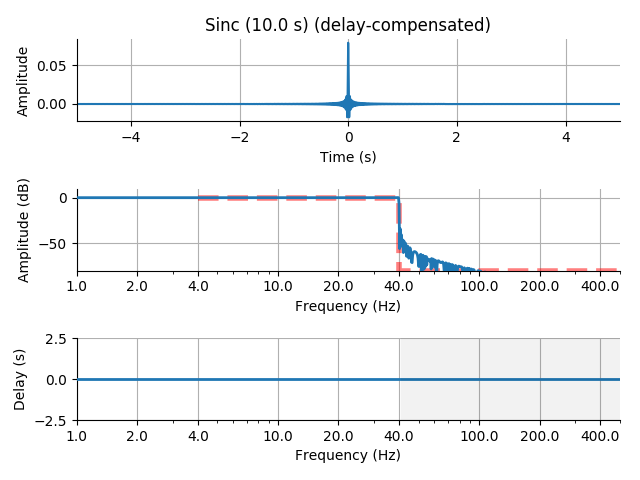 Sinc (10.0 s) (delay-compensated)
Amplitude
0.05
0.00
−4 −2 0 2 4
Time (s)
Amplitude (dB)
0
−50
1.0 2.0 4.0 10.0 20.0 40.0 100.0 200.0 400.0
Frequency (Hz)
Delay (s)
2.5
0.0
−2.5
1.0 2.0 4.0 10.0 20.0 40.0 100.0 200.0 400.0
Frequency (Hz)